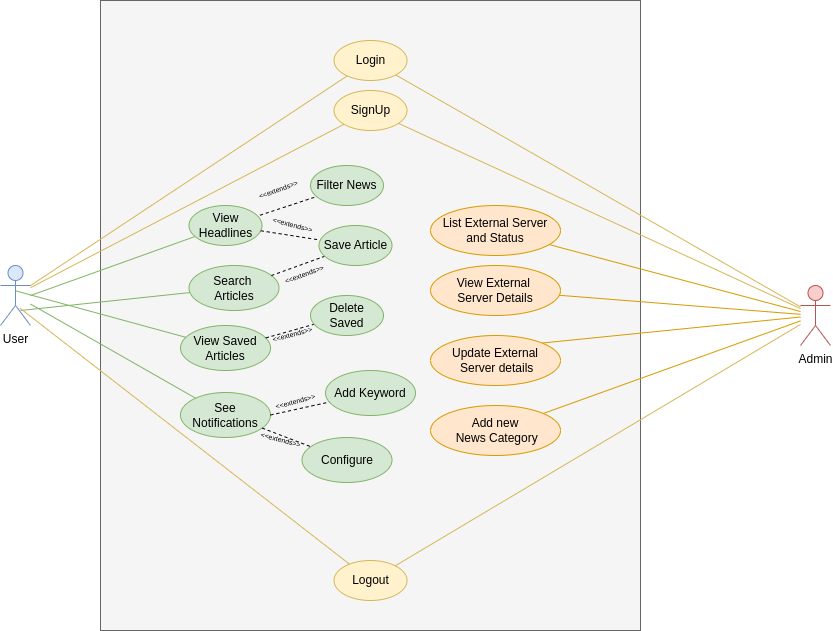 Login
SignUp
Filter News
<<extends>>
View
Headlines
<<extends>>
Save Article
List External Server
and Status
Search
Articles
<<extends>>
View External
Server Details
Delete
Saved
<<extends>>
View Saved
Articles
User
Admin
Update External
Server details
Add Keyword
<<extends>>
See
Notifications
<<extends>>
Add new
News Category
Configure
Logout